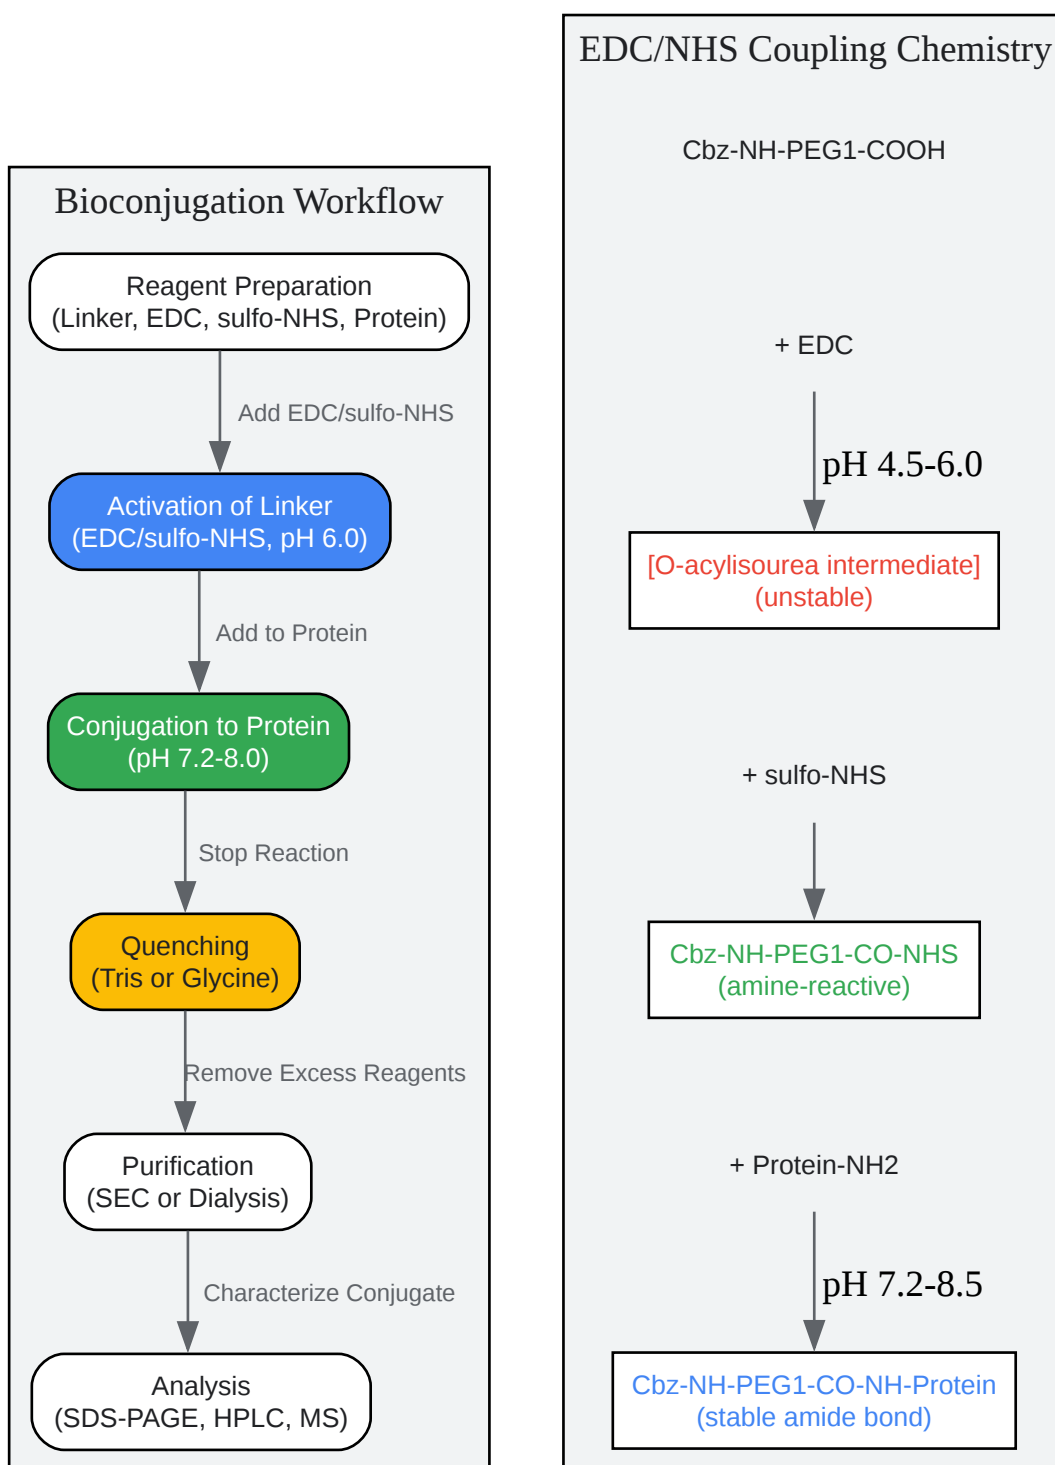 Bioconjugation Workflow
Reagent Preparation
(Linker, EDC, sulfo-NHS, Protein)
Add EDC/sulfo-NHS
Activation of Linker
(EDC/sulfo-NHS, pH 6.0)
Add to Protein
Conjugation to Protein
(pH 7.2-8.0)
Stop Reaction
Quenching
(Tris or Glycine)
Remove Excess Reagents
Purification
(SEC or Dialysis)
Characterize Conjugate
Analysis
(SDS-PAGE, HPLC, MS)
EDC/NHS Coupling Chemistry
Cbz-NH-PEG1-COOH
+ EDC
pH 4.5-6.0
[O-acylisourea intermediate]
(unstable)
+ sulfo-NHS
Cbz-NH-PEG1-CO-NHS
(amine-reactive)
+ Protein-NH2
pH 7.2-8.5
Cbz-NH-PEG1-CO-NH-Protein
(stable amide bond)